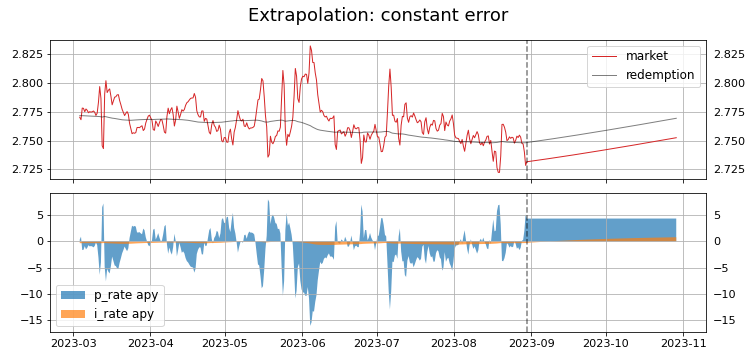 Extrapolation: constant error
2.825 2.825
2.800 2.800
2.775 2.775
2.750 2.750
2.725 2.725
market
redemption
5 5
0 0
−5 −5
−10 −10
−15 −15
p_rate apy
i_rate apy
2023-03 2023-04 2023-05 2023-06 2023-07 2023-08 2023-09 2023-10 2023-11